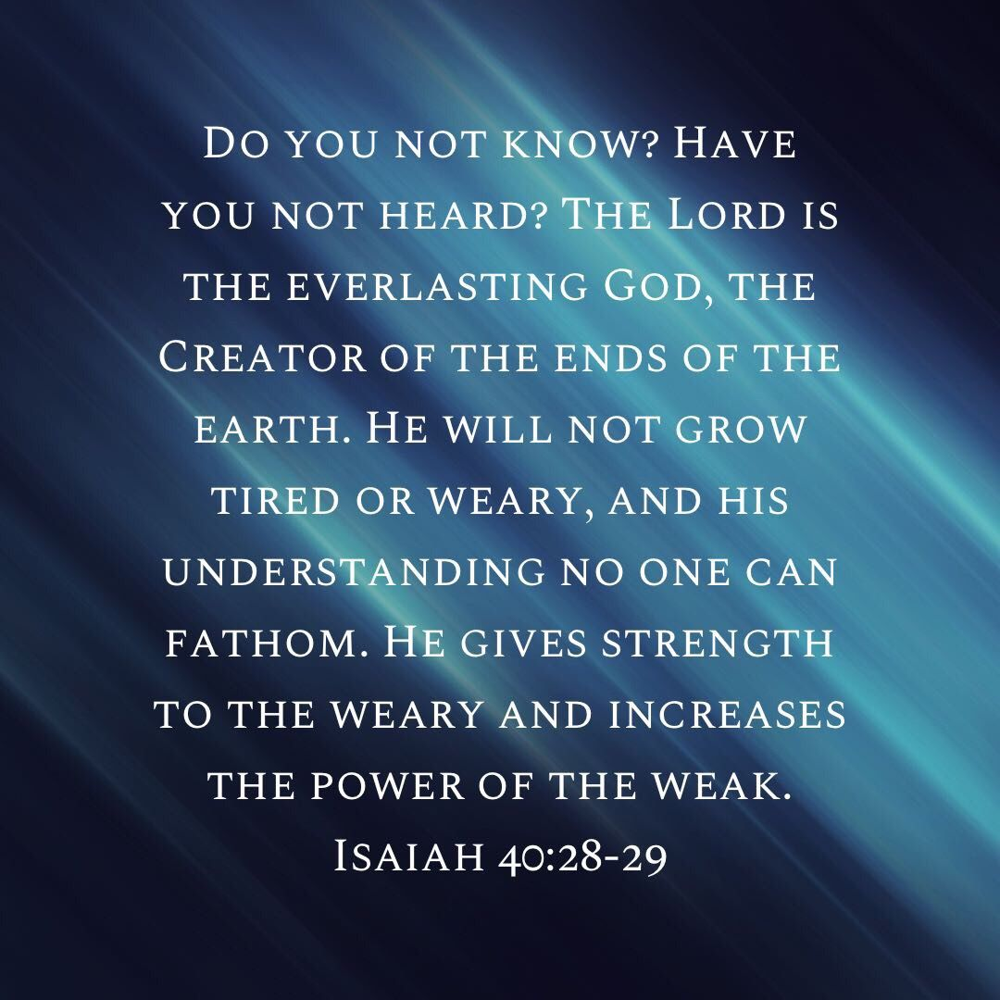 Do you not know? Have
you not heard? The Lord is
the everlasting God, the
Creator of the ends of the
earth. He will not grow
tired or weary, and his
understanding no one can
fathom. He gives strength
to the weary and increases
the power of the weak.
Isaiah 40:28-29